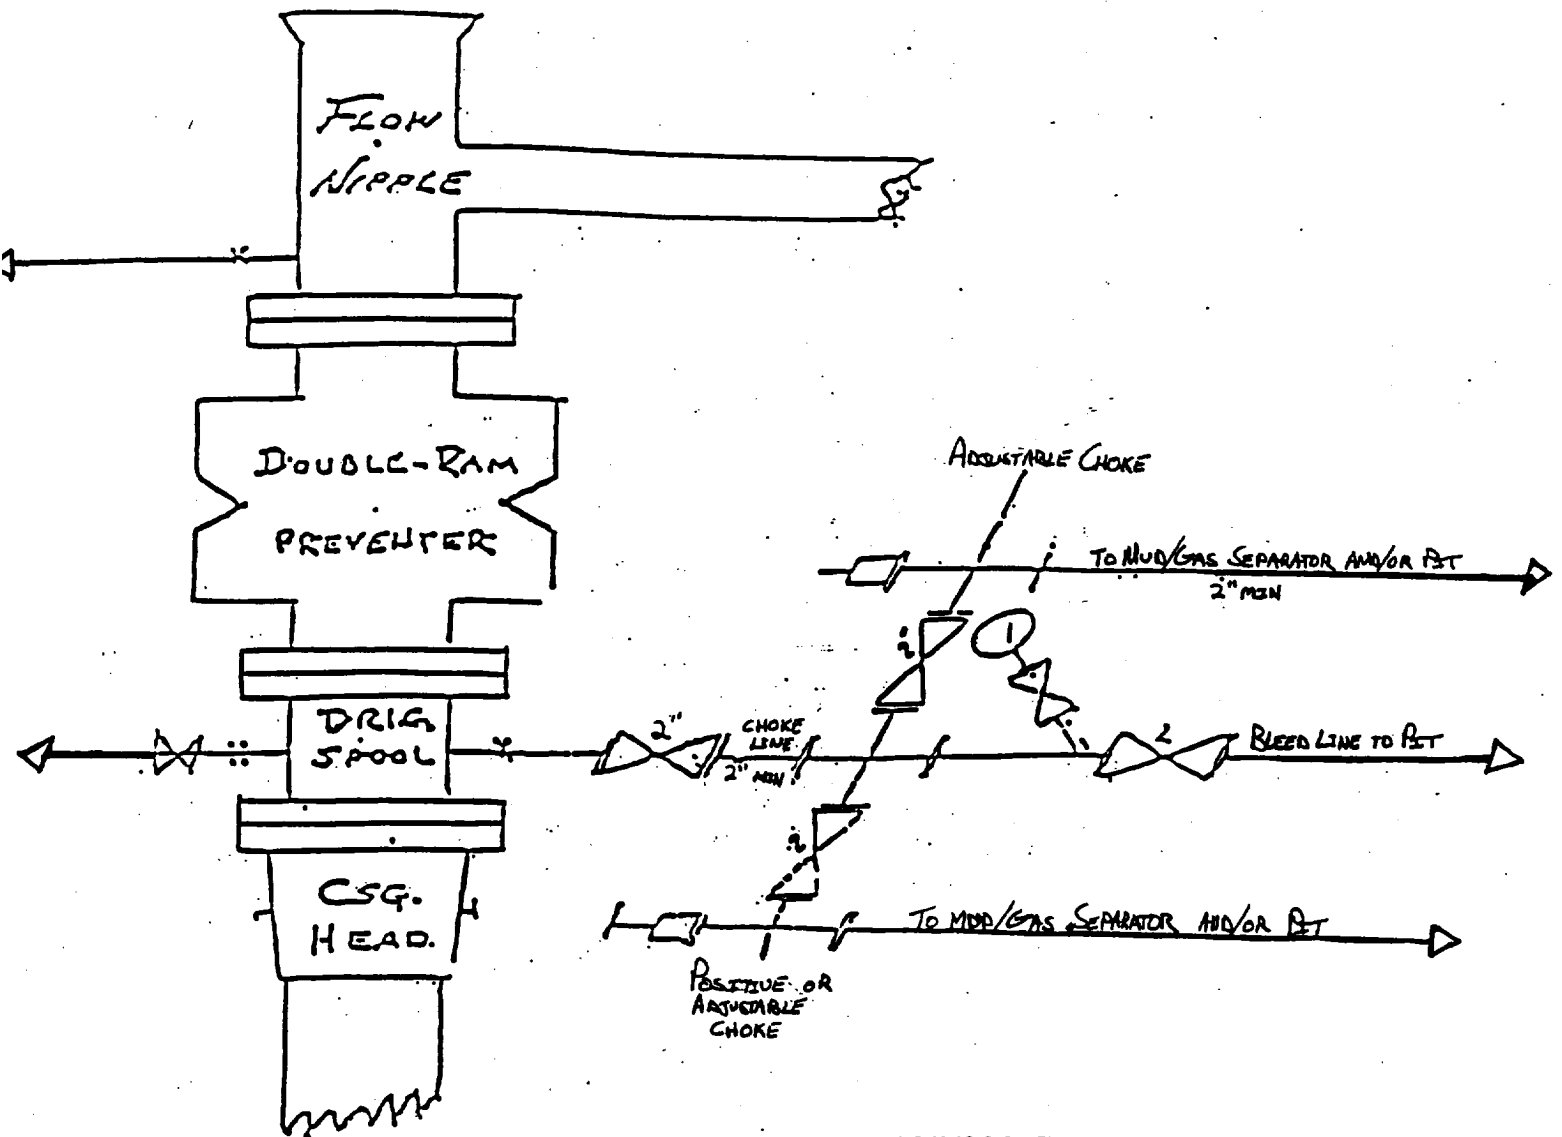 FLOW
NIPPLE
DOUBLE-RAM
PREVENTER
DRLG
SPOOL
CSG.
HEAD.
2"
CHOKE
LINE
2" MIN
ADJUSTABLE CHOKE
TO MUD/GAS SEPARATOR AND/OR PIT
2" MIN
1
2
BLEED LINE TO PIT
TO MUD/GAS SEPARATOR AND/OR PIT
POSITIVE OR
ADJUSTABLE
CHOKE